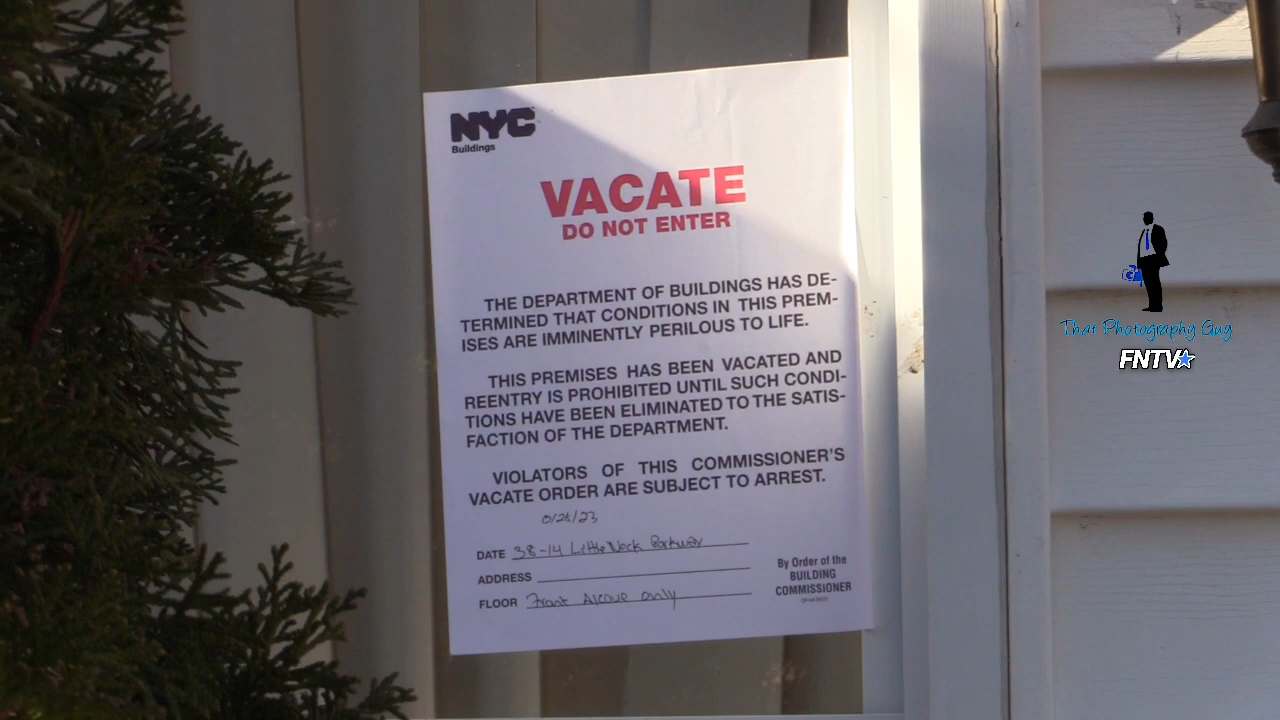 NYC
Buildings
VACATE
DO NOT ENTER
THE DEPARTMENT OF BUILDINGS HAS DE-
TERMINED THAT CONDITIONS IN THIS PREM-
ISES ARE IMMINENTLY PERILOUS TO LIFE.
THIS PREMISES HAS BEEN VACATED AND
REENTRY IS PROHIBITED UNTIL SUCH CONDI-
TIONS HAVE BEEN ELIMINATED TO THE SATIS-
FACTION OF THE DEPARTMENT.
VIOLATORS OF THIS COMMISSIONER'S
VACATE ORDER ARE SUBJECT TO ARREST.
DATE 38-14 Little Neck Parkway
ADDRESS
FLOOR Front Alcove only
By Order of the
BUILDING
COMMISSIONER
That Photography Guy
FNTV